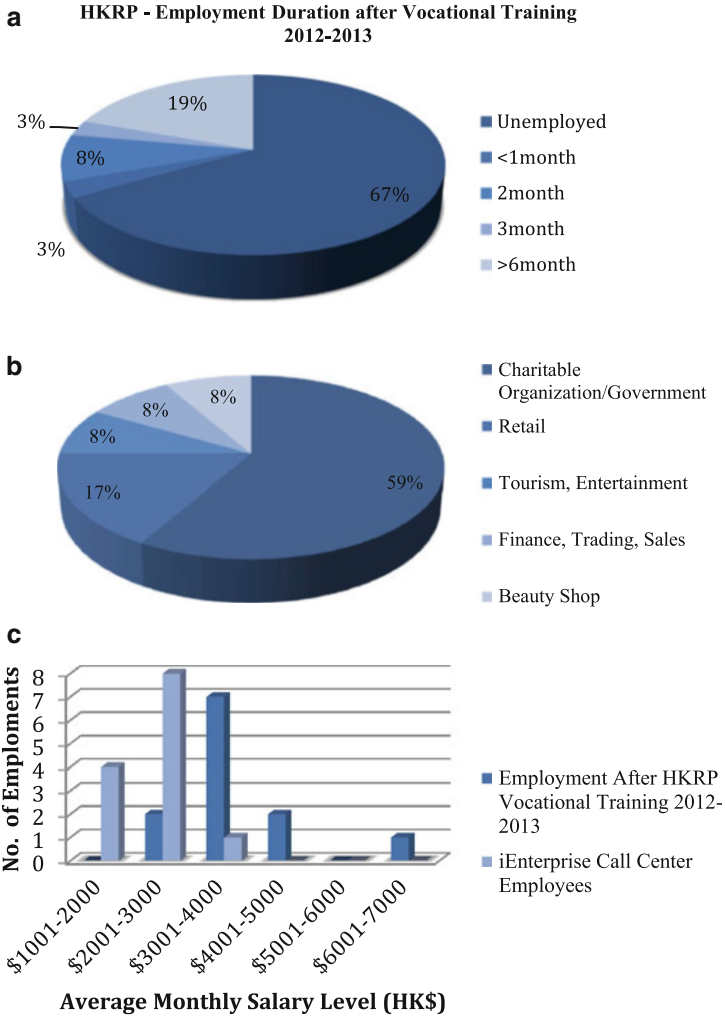 a
HKRP - Employment Duration after Vocational Training
2012-2013
19%
3%
8%
67%
3%
Unemployed
<1month
2month
3month
>6month
b
8%
8%
8%
17%
59%
Charitable
Organization/Government
Retail
Tourism, Entertainment
Finance, Trading, Sales
Beauty Shop
c
No. of Emploments
8
7
6
5
4
3
2
1
0
$1001-2000
$2001-3000
$3001-4000
$4001-5000
$5001-6000
$6001-7000
Average Monthly Salary Level (HK$)
Employment After HKRP
Vocational Training 2012-
2013
iEnterprise Call Center
Employees